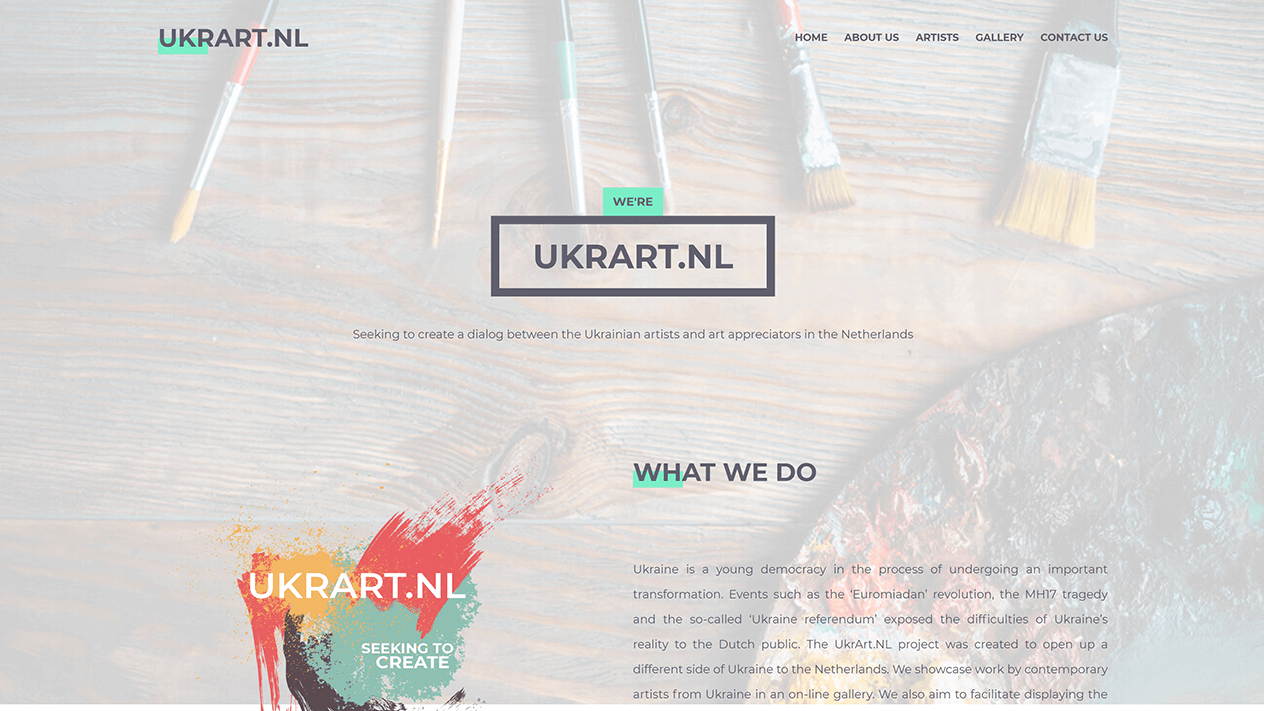 UKRART.NL
HOME ABOUT US ARTISTS GALLERY CONTACT US
WE'RE
UKRART.NL
Seeking to create a dialog between the Ukrainian artists and art appreciators in the Netherlands
WHAT WE DO
UKRART.NL
SEEKING TO
CREATE
Ukraine is a young democracy in the process of undergoing an important
transformation. Events such as the ‘Euromiadan’ revolution, the MH17 tragedy
and the so-called ‘Ukraine referendum’ exposed the difficulties of Ukraine’s
reality to the Dutch public. The UkrArt.NL project was created to open up a
different side of Ukraine to the Netherlands. We showcase work by contemporary
artists from Ukraine in an on-line gallery. We also aim to facilitate displaying the